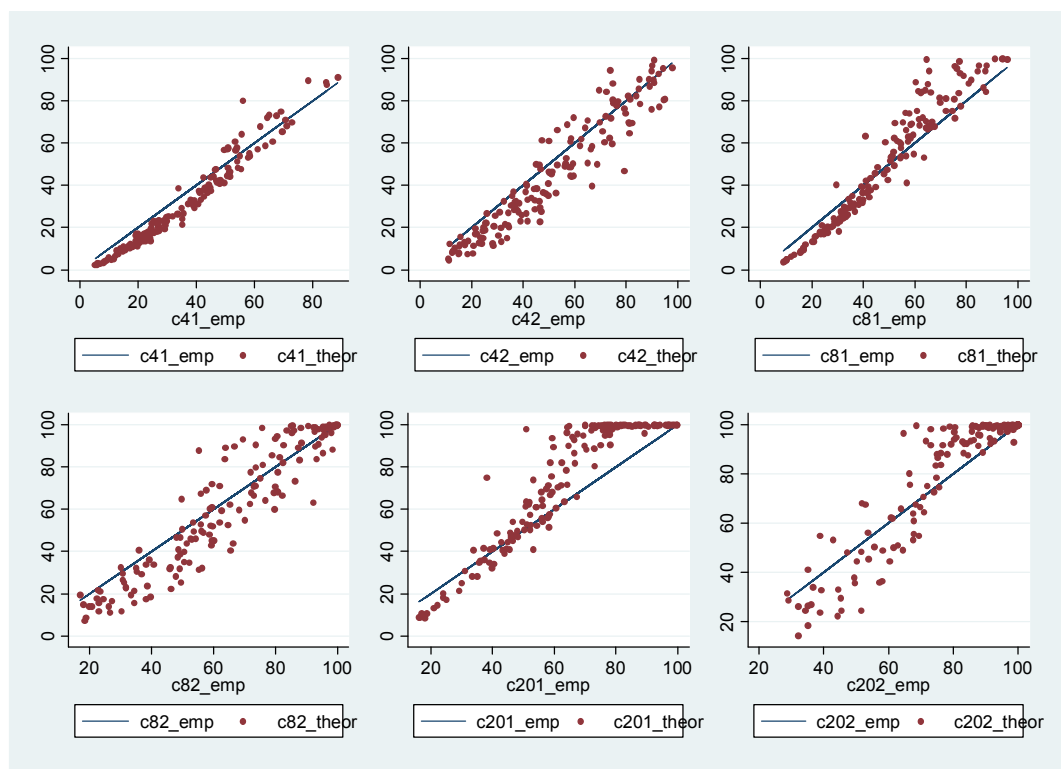 100
80
60
40
20
0
0 20 40 60 80
c41_emp
c41_emp c41_theor
100
80
60
40
20
0
0 20 40 60 80 100
c42_emp
c42_emp c42_theor
100
80
60
40
20
0
0 20 40 60 80 100
c81_emp
c81_emp c81_theor
100
80
60
40
20
0
20 40 60 80 100
c82_emp
c82_emp c82_theor
100
80
60
40
20
0
20 40 60 80 100
c201_emp
c201_emp c201_theor
100
80
60
40
20
20 40 60 80 100
c202_emp
c202_emp c202_theor